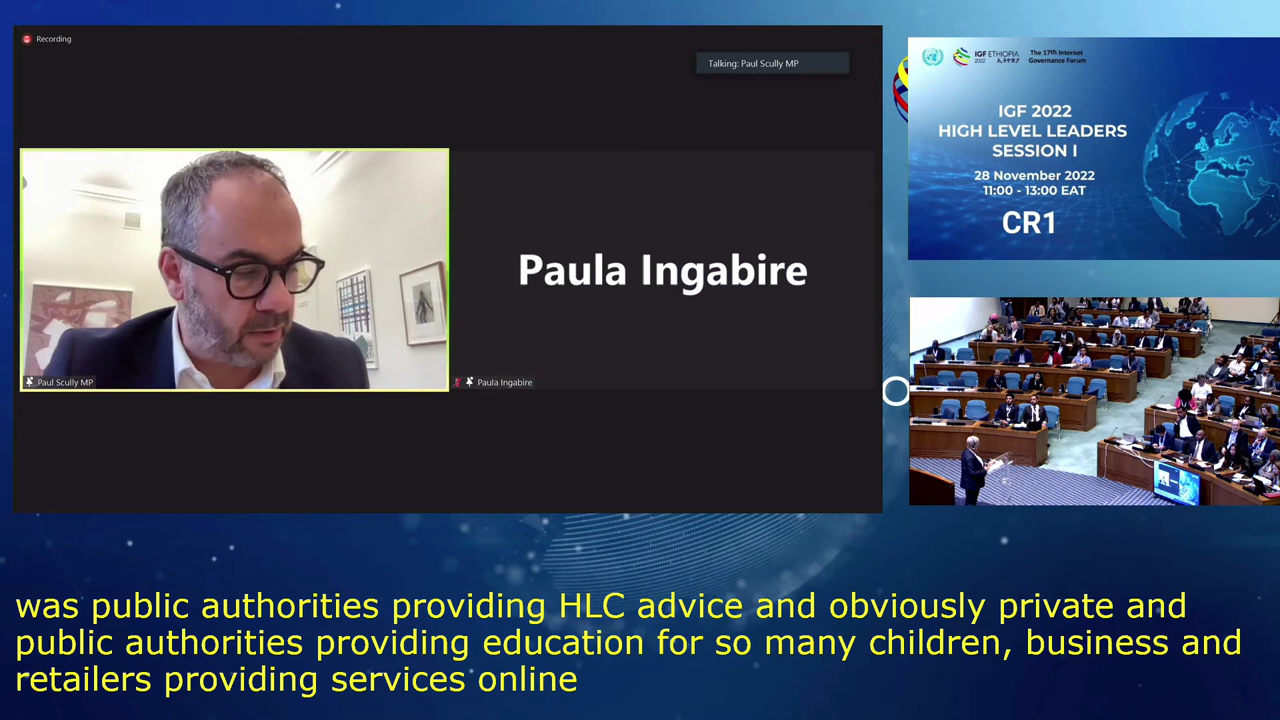 Recording
Talking: Paul Scully MP
Paul Scully MP
Paula Ingabire
Paula Ingabire
IGF ETHIOPIA
2022 ኢትዮጵያ
The 17th Internet
Governance Forum
IGF 2022
HIGH LEVEL LEADERS
SESSION I
28 November 2022
11:00 - 13:00 EAT
CR1
was public authorities providing HLC advice and obviously private and
public authorities providing education for so many children, business and
retailers providing services online